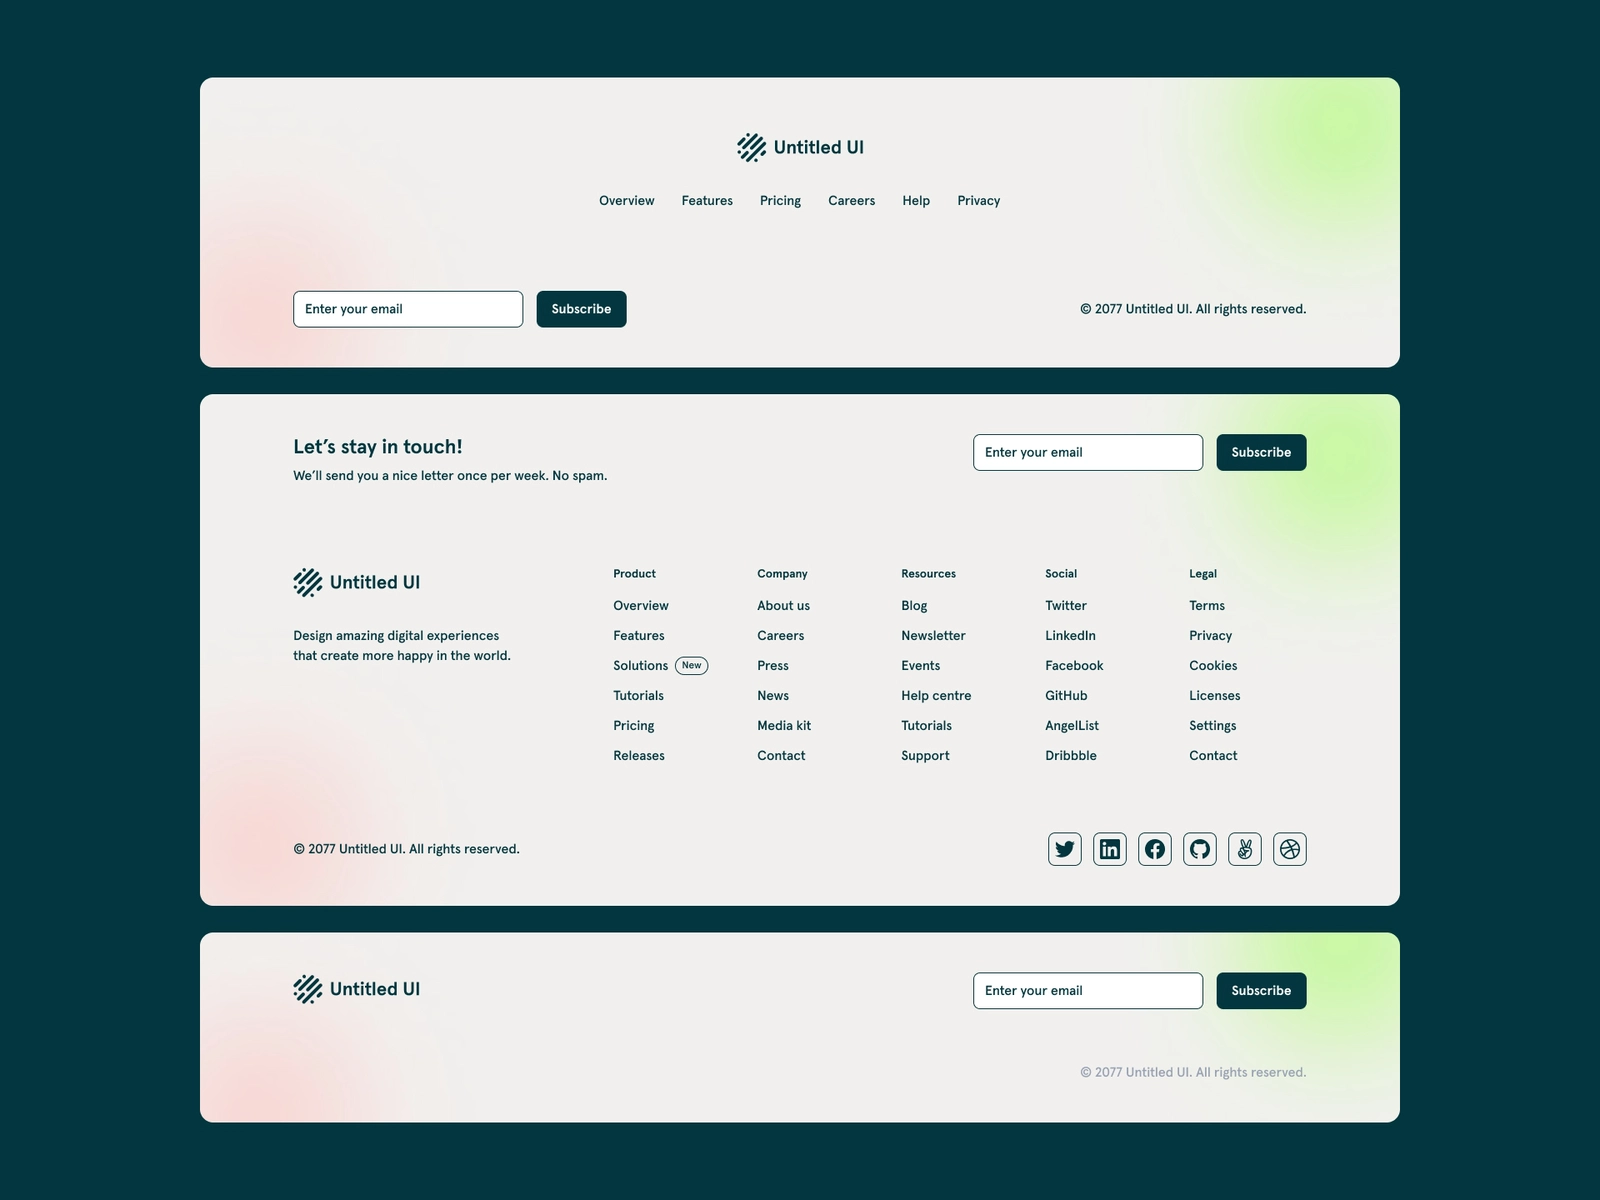 Untitled UI
Overview Features Pricing Careers Help Privacy
Enter your email Subscribe © 2077 Untitled UI. All rights reserved.
Let’s stay in touch!
We’ll send you a nice letter once per week. No spam.
Enter your email Subscribe
Untitled UI
Design amazing digital experiences
that create more happy in the world.
Product
Overview
Features
Solutions New
Tutorials
Pricing
Releases
Company
About us
Careers
Press
News
Media kit
Contact
Resources
Blog
Newsletter
Events
Help centre
Tutorials
Support
Social
Twitter
LinkedIn
Facebook
GitHub
AngelList
Dribbble
Legal
Terms
Privacy
Cookies
Licenses
Settings
Contact
© 2077 Untitled UI. All rights reserved.
Untitled UI
Enter your email Subscribe
© 2077 Untitled UI. All rights reserved.